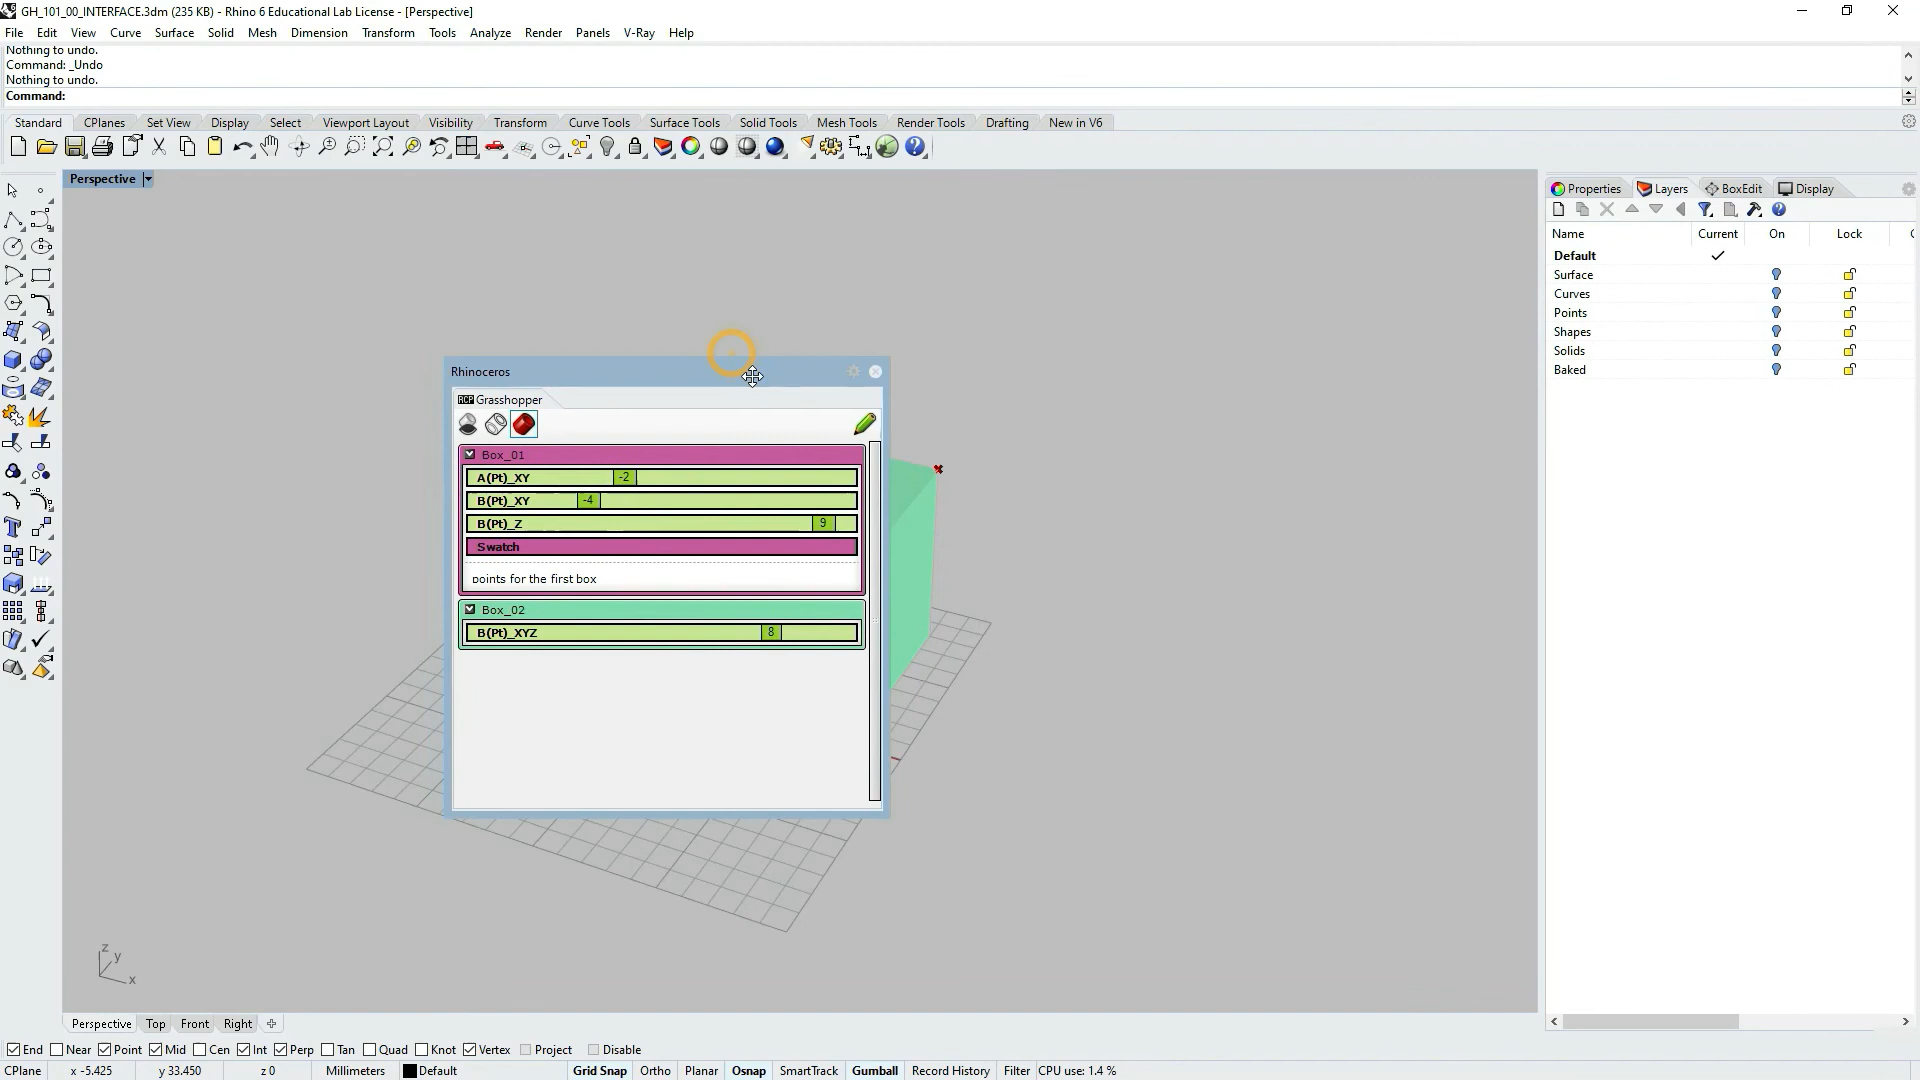 GH_101_00_INTERFACE.3dm (235 KB) - Rhino 6 Educational Lab License - [Perspective]
File Edit View Curve Surface Solid Mesh Dimension Transform Tools Analyze Render Panels V-Ray Help
Nothing to undo.
Command: _Undo
Nothing to undo.
Command:
Standard CPlanes Set View Display Select Viewport Layout Visibility Transform Curve Tools Surface Tools Solid Tools Mesh Tools Render Tools Drafting New in V6
Perspective
Properties Layers BoxEdit Display
Name Current On Lock
Default
Surface
Curves
Points
Shapes
Solids
Baked
Rhinoceros
RCP Grasshopper
Box_01
A(Pt)_XY -2
B(Pt)_XY -4
B(Pt)_Z 9
Swatch
points for the first box
Box_02
B(Pt)_XYZ 8
z
y
x
Perspective Top Front Right
End Near Point Mid Cen Int Perp Tan Quad Knot Vertex Project Disable
CPlane x -5.425 y 33.450 z 0 Millimeters Default Grid Snap Ortho Planar Osnap SmartTrack Gumball Record History Filter CPU use: 1.4 %